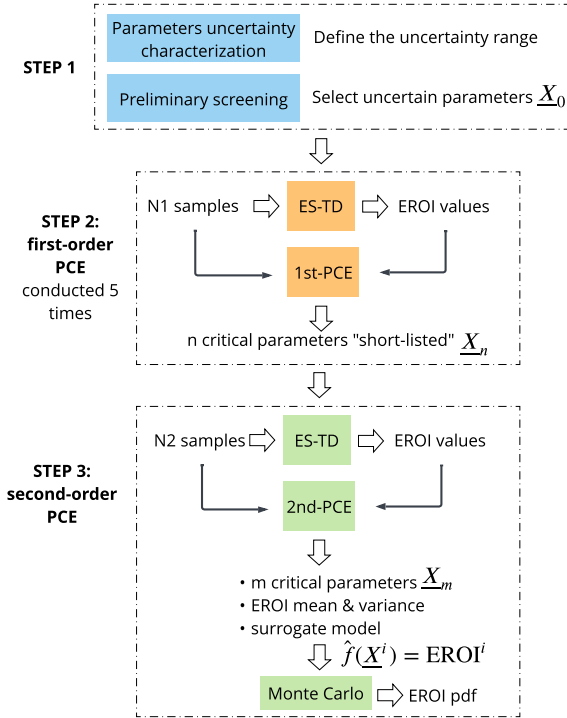 STEP 1
Parameters uncertainty
characterization
Define the uncertainty range
Preliminary screening
Select uncertain parameters X₀
STEP 2:
first-order
PCE
conducted 5
times
N1 samples
ES-TD
EROI values
1st-PCE
n critical parameters "short-listed" Xₙ
STEP 3:
second-order
PCE
N2 samples
ES-TD
EROI values
2nd-PCE
• m critical parameters Xₘ
• EROI mean & variance
• surrogate model
f̂(Xⁱ) = EROIⁱ
Monte Carlo
EROI pdf